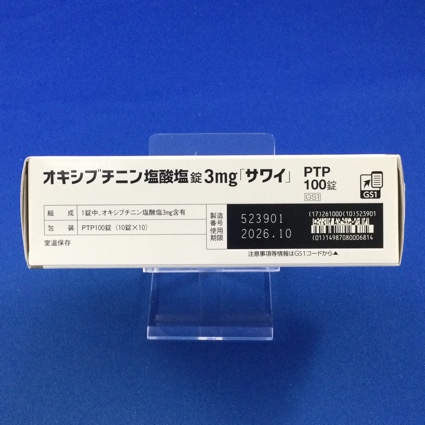 オキシブチニン塩酸塩錠3mg「サワイ」 PTP 100錠
GS1
GS1
組成 1錠中、オキシブチニン塩酸塩3mg含有
包装 PTP100錠(10錠×10)
室温保存
製造番号 523901
使用期限 2026.10
(17)261000(10)523901
(01)14987080006814
注意事項等情報はGS1コードから▲